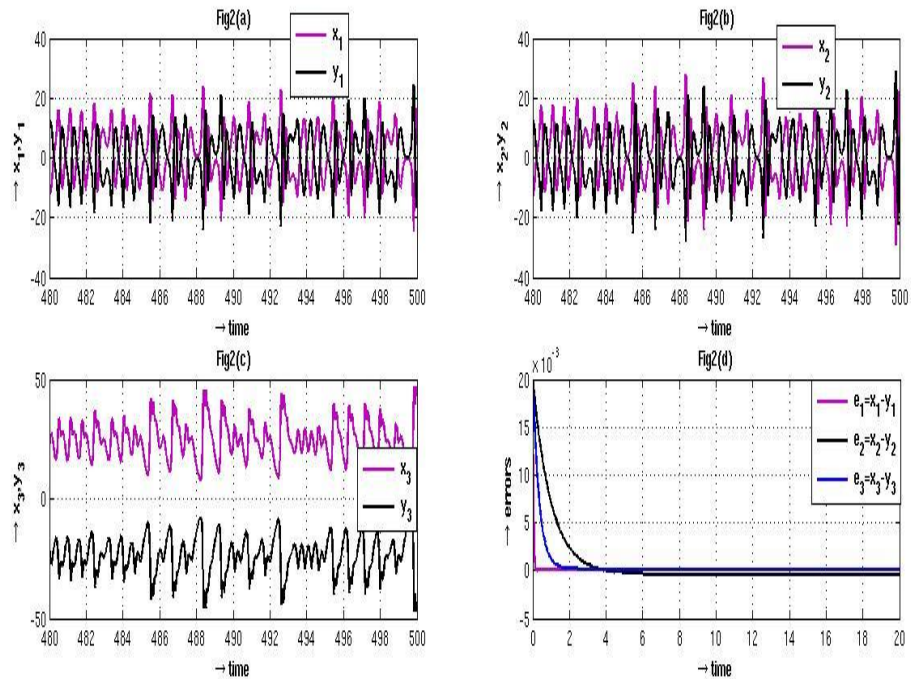 Fig2(a)
x1
y1
40
20
0
-20
-40
→ x1,y1
480 482 484 486 488 490 492 494 496 498 500
→ time
Fig2(b)
x2
y2
40
20
0
-20
-40
→ x2,y2
480 482 484 486 488 490 492 494 496 498 500
→ time
Fig2(c)
x3
y3
50
0
-50
→ x3,y3
480 482 484 486 488 490 492 494 496 498 500
→ time
Fig2(d)
x 10-3
e1=x1-y1
e2=x2-y2
e3=x3-y3
20
15
10
5
0
-5
→ errors
0 2 4 6 8 10 12 14 16 18 20
→ time